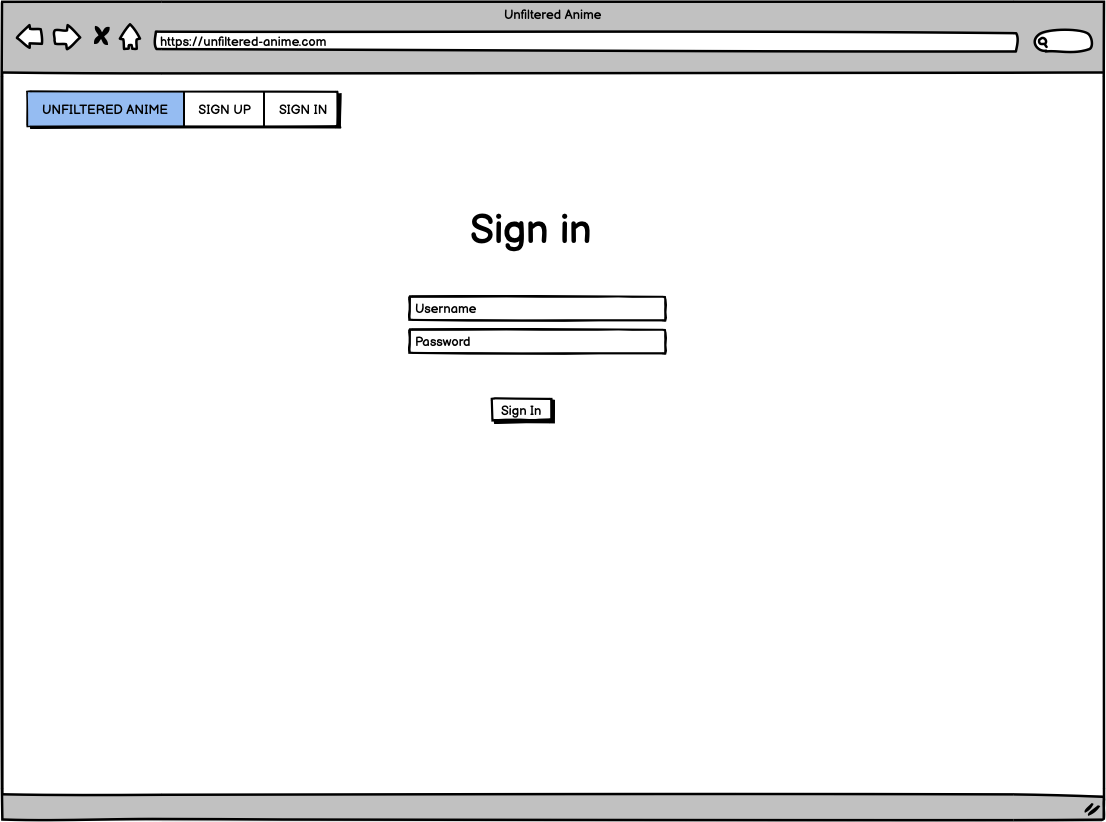 Unfiltered Anime
https://unfiltered-anime.com
UNFILTERED ANIME SIGN UP SIGN IN
Sign in
Username
Password
Sign In